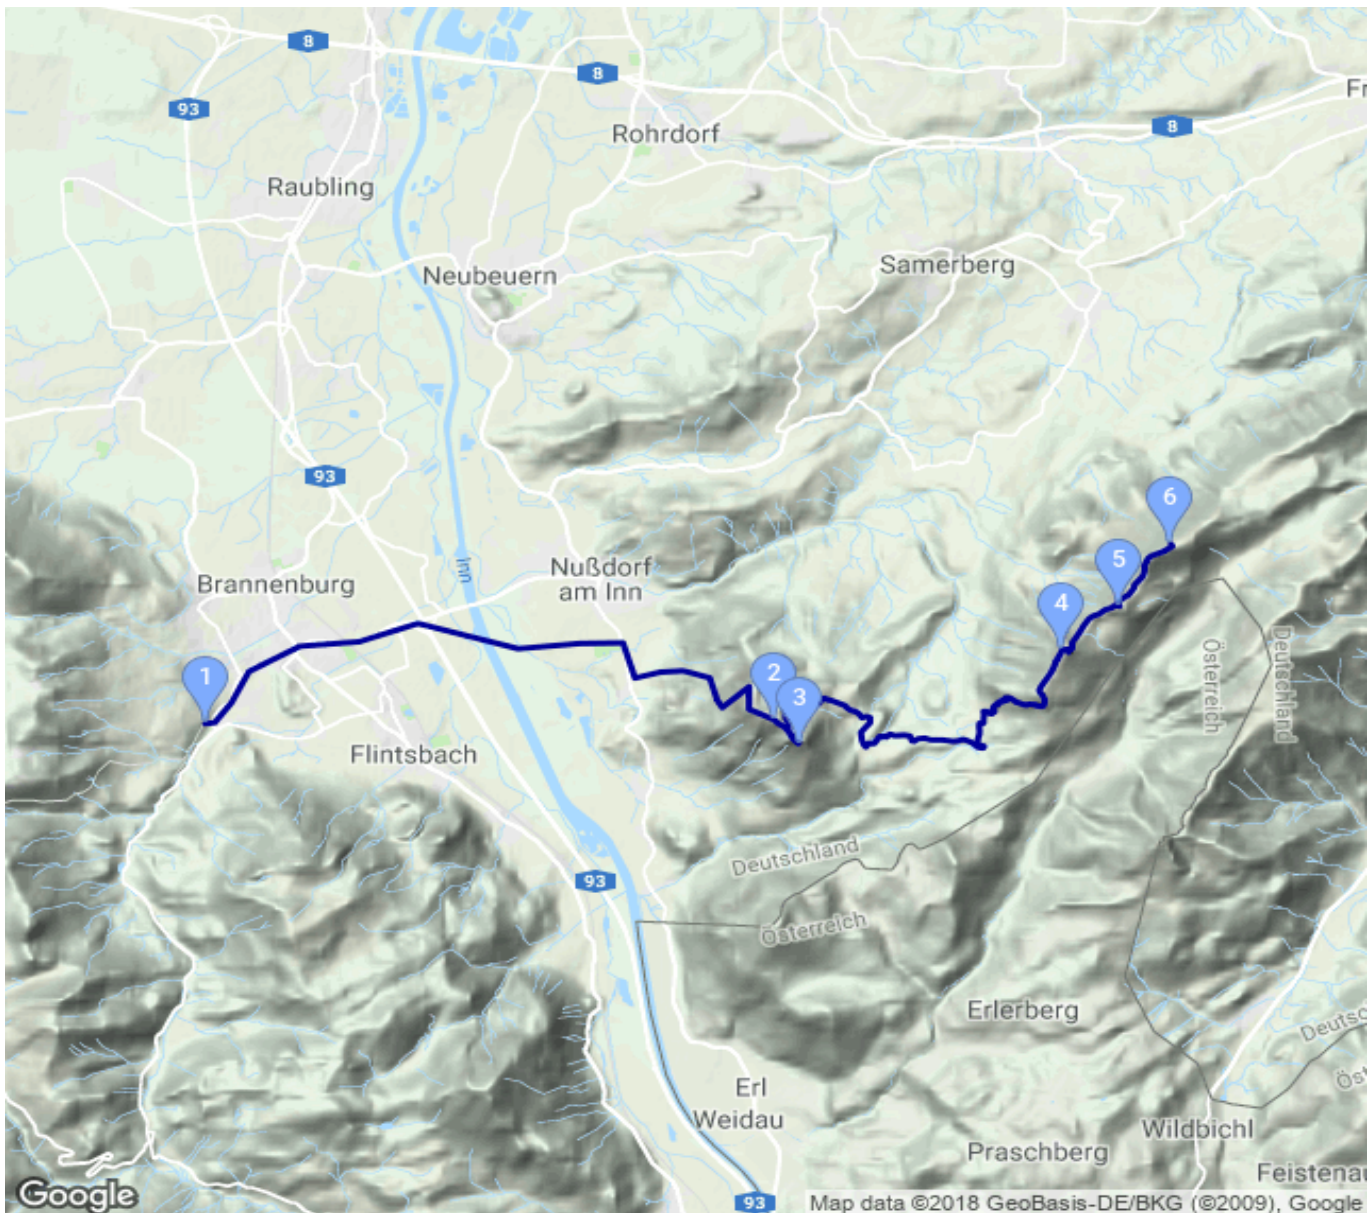 8
8
93
Fr
Rohrdorf
8
Raubling
Samerberg
Neubeuern
93
6
Inn
Nußdorf
am Inn
5
Brannenburg
4
Österreich
Deutschland
1
2
3
Flintsbach
Deutschland
93
Österreich
Erlerberg
Deutsc
Öst
Erl
Weidau
Wildbichl
Praschberg
Feistenau
Google
93
Map data ©2018 GeoBasis-DE/BKG (©2009), Google